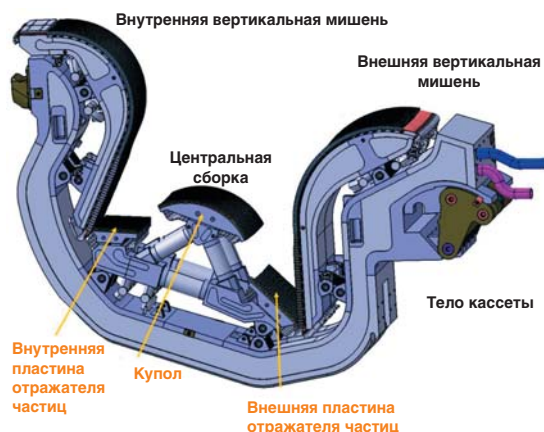 Внутренняя вертикальная мишень
Внешняя вертикальная
мишень
Центральная
сборка
Тело кассеты
Внутренняя
пластина
отражателя
частиц
Купол
Внешняя пластина
отражателя частиц